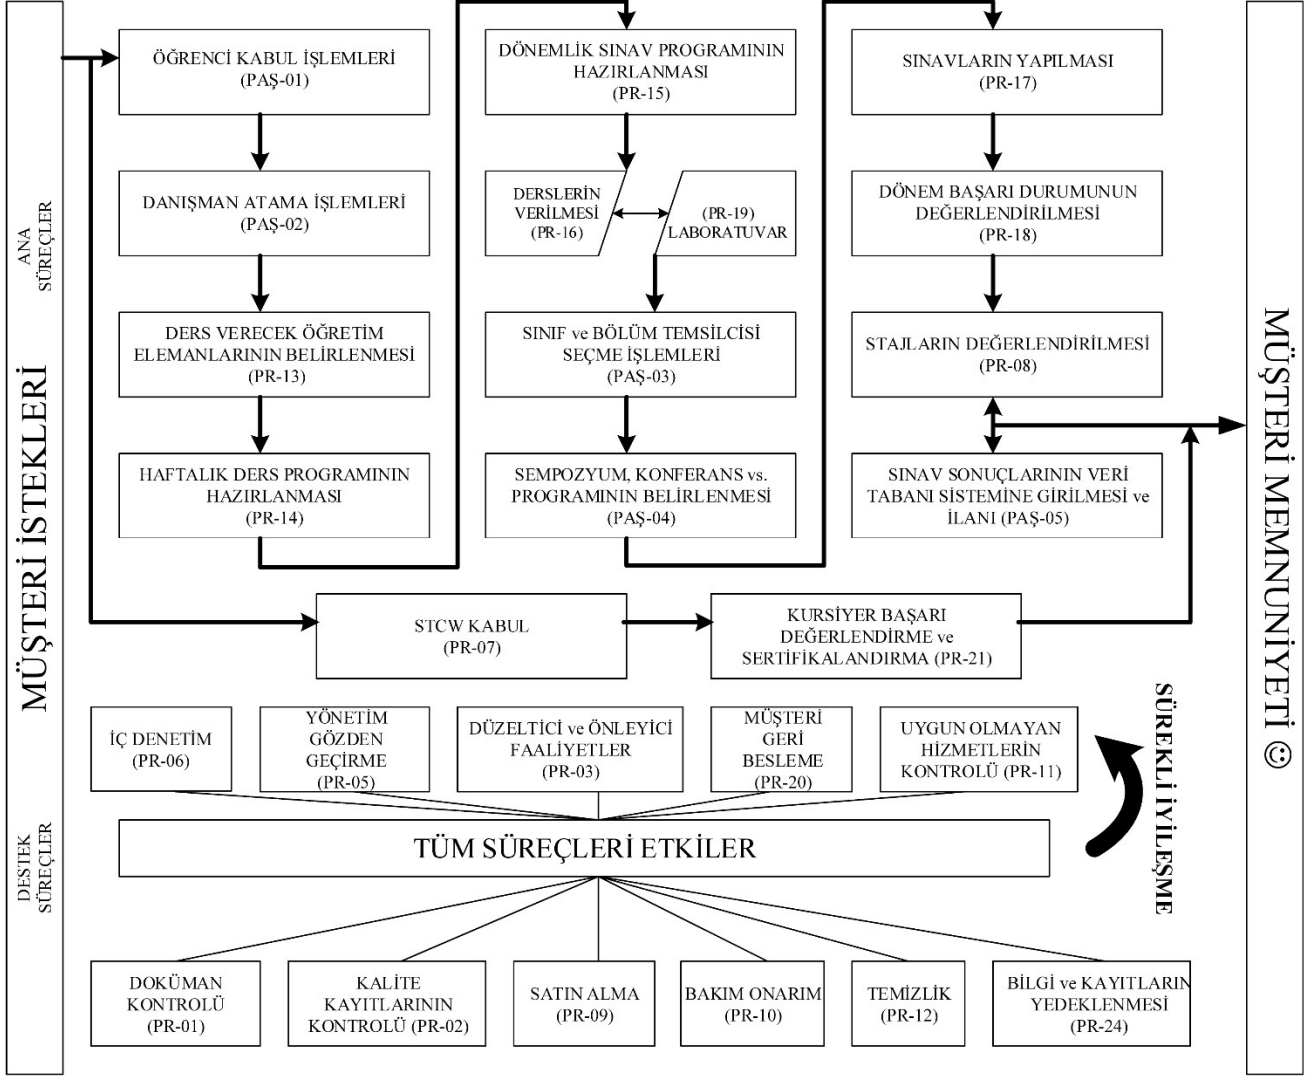 MÜŞTERİ İSTEKLERİ
ANA
SÜREÇLER
DESTEK
SÜREÇLER
ÖĞRENCİ KABUL İŞLEMLERİ
(PAŞ-01)
DANIŞMAN ATAMA İŞLEMLERİ
(PAŞ-02)
DERS VERECEK ÖĞRETİM
ELEMANLARININ BELİRLENMESİ
(PR-13)
HAFTALIK DERS PROGRAMININ
HAZIRLANMASI
(PR-14)
DÖNEMLİK SINAV PROGRAMININ
HAZIRLANMASI
(PR-15)
DERSLERİN
VERİLMESİ
(PR-16)
(PR-19)
LABORATUVAR
SINIF ve BÖLÜM TEMSİLCİSİ
SEÇME İŞLEMLERİ
(PAŞ-03)
SEMPOZYUM, KONFERANS vs.
PROGRAMININ BELİRLENMESİ
(PAŞ-04)
SINAVLARIN YAPILMASI
(PR-17)
DÖNEM BAŞARI DURUMUNUN
DEĞERLENDİRİLMESİ
(PR-18)
STAJLARIN DEĞERLENDİRİLMESİ
(PR-08)
SINAV SONUÇLARININ VERİ
TABANI SİSTEMİNE GİRİLMESİ ve
İLANI (PAŞ-05)
STCW KABUL
(PR-07)
KURSİYER BAŞARI
DEĞERLENDİRME ve
SERTİFİKALANDIRMA (PR-21)
İÇ DENETİM
(PR-06)
YÖNETİM
GÖZDEN
GEÇİRME
(PR-05)
DÜZELTİCİ ve ÖNLEYİCİ
FAALİYETLER
(PR-03)
MÜŞTERİ
GERİ
BESLEME
(PR-20)
UYGUN OLMAYAN
HİZMETLERİN
KONTROLÜ (PR-11)
TÜM SÜREÇLERİ ETKİLER
DOKÜMAN
KONTROLÜ
(PR-01)
KALİTE
KAYITLARININ
KONTROLÜ (PR-02)
SATIN ALMA
(PR-09)
BAKIM ONARIM
(PR-10)
TEMİZLİK
(PR-12)
BİLGİ ve KAYITLARIN
YEDEKLENMESİ
(PR-24)
SÜREKLİ İYİLEŞME
MÜŞTERİ MEMNUNİYETİ ☺